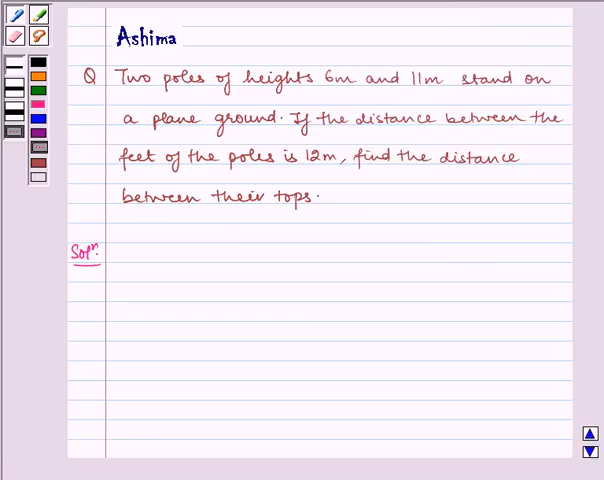 Ashima
Q Two poles of heights 6m and 11m stand on
a plane ground. If the distance between the
feet of the poles is 12m, find the distance
between their tops.
Solⁿ.